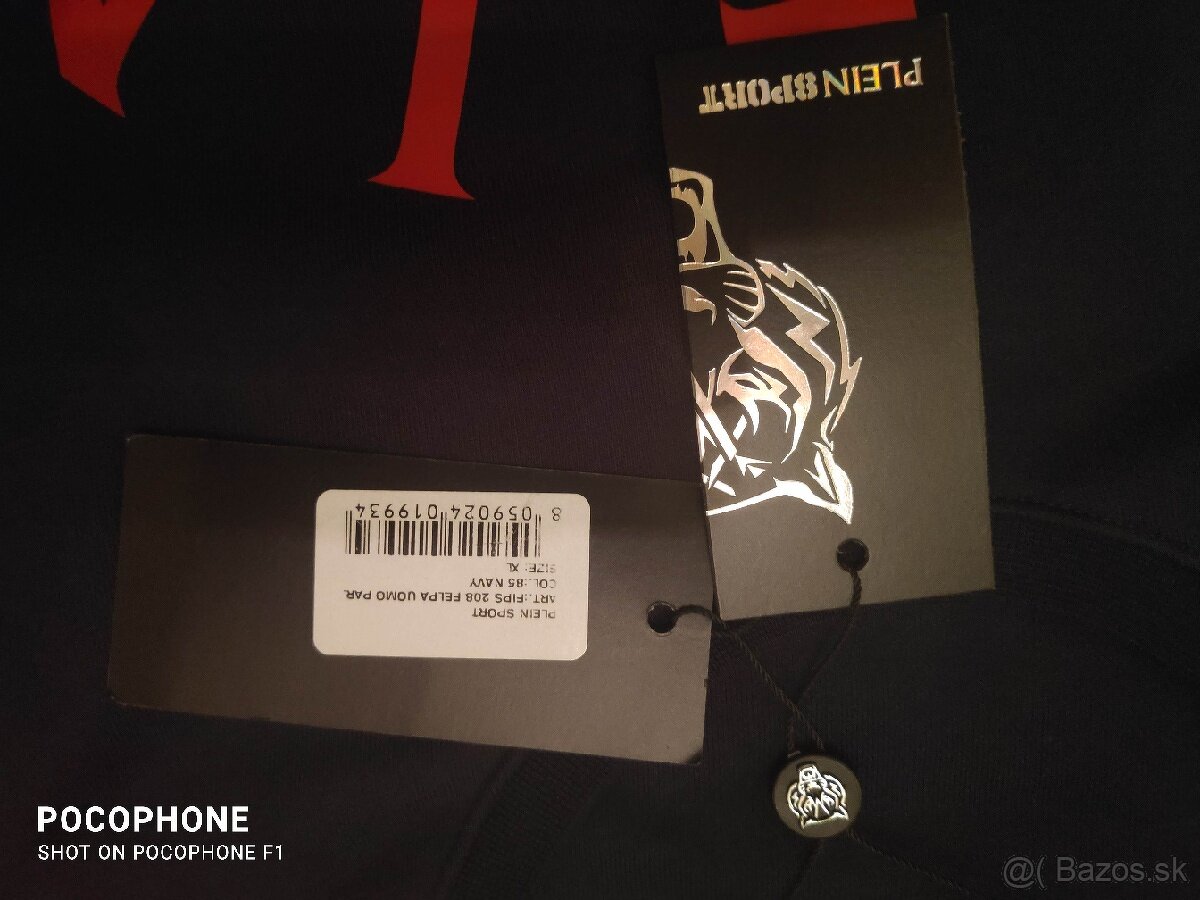 PLEIN SPORT
PLEIN SPORT
ART.:FIPS 208 FELPA UOMO PAR.
COL.:85 NAVY
SIZE: XL
8 059024 019934
POCOPHONE
SHOT ON POCOPHONE F1
@( Bazos.sk